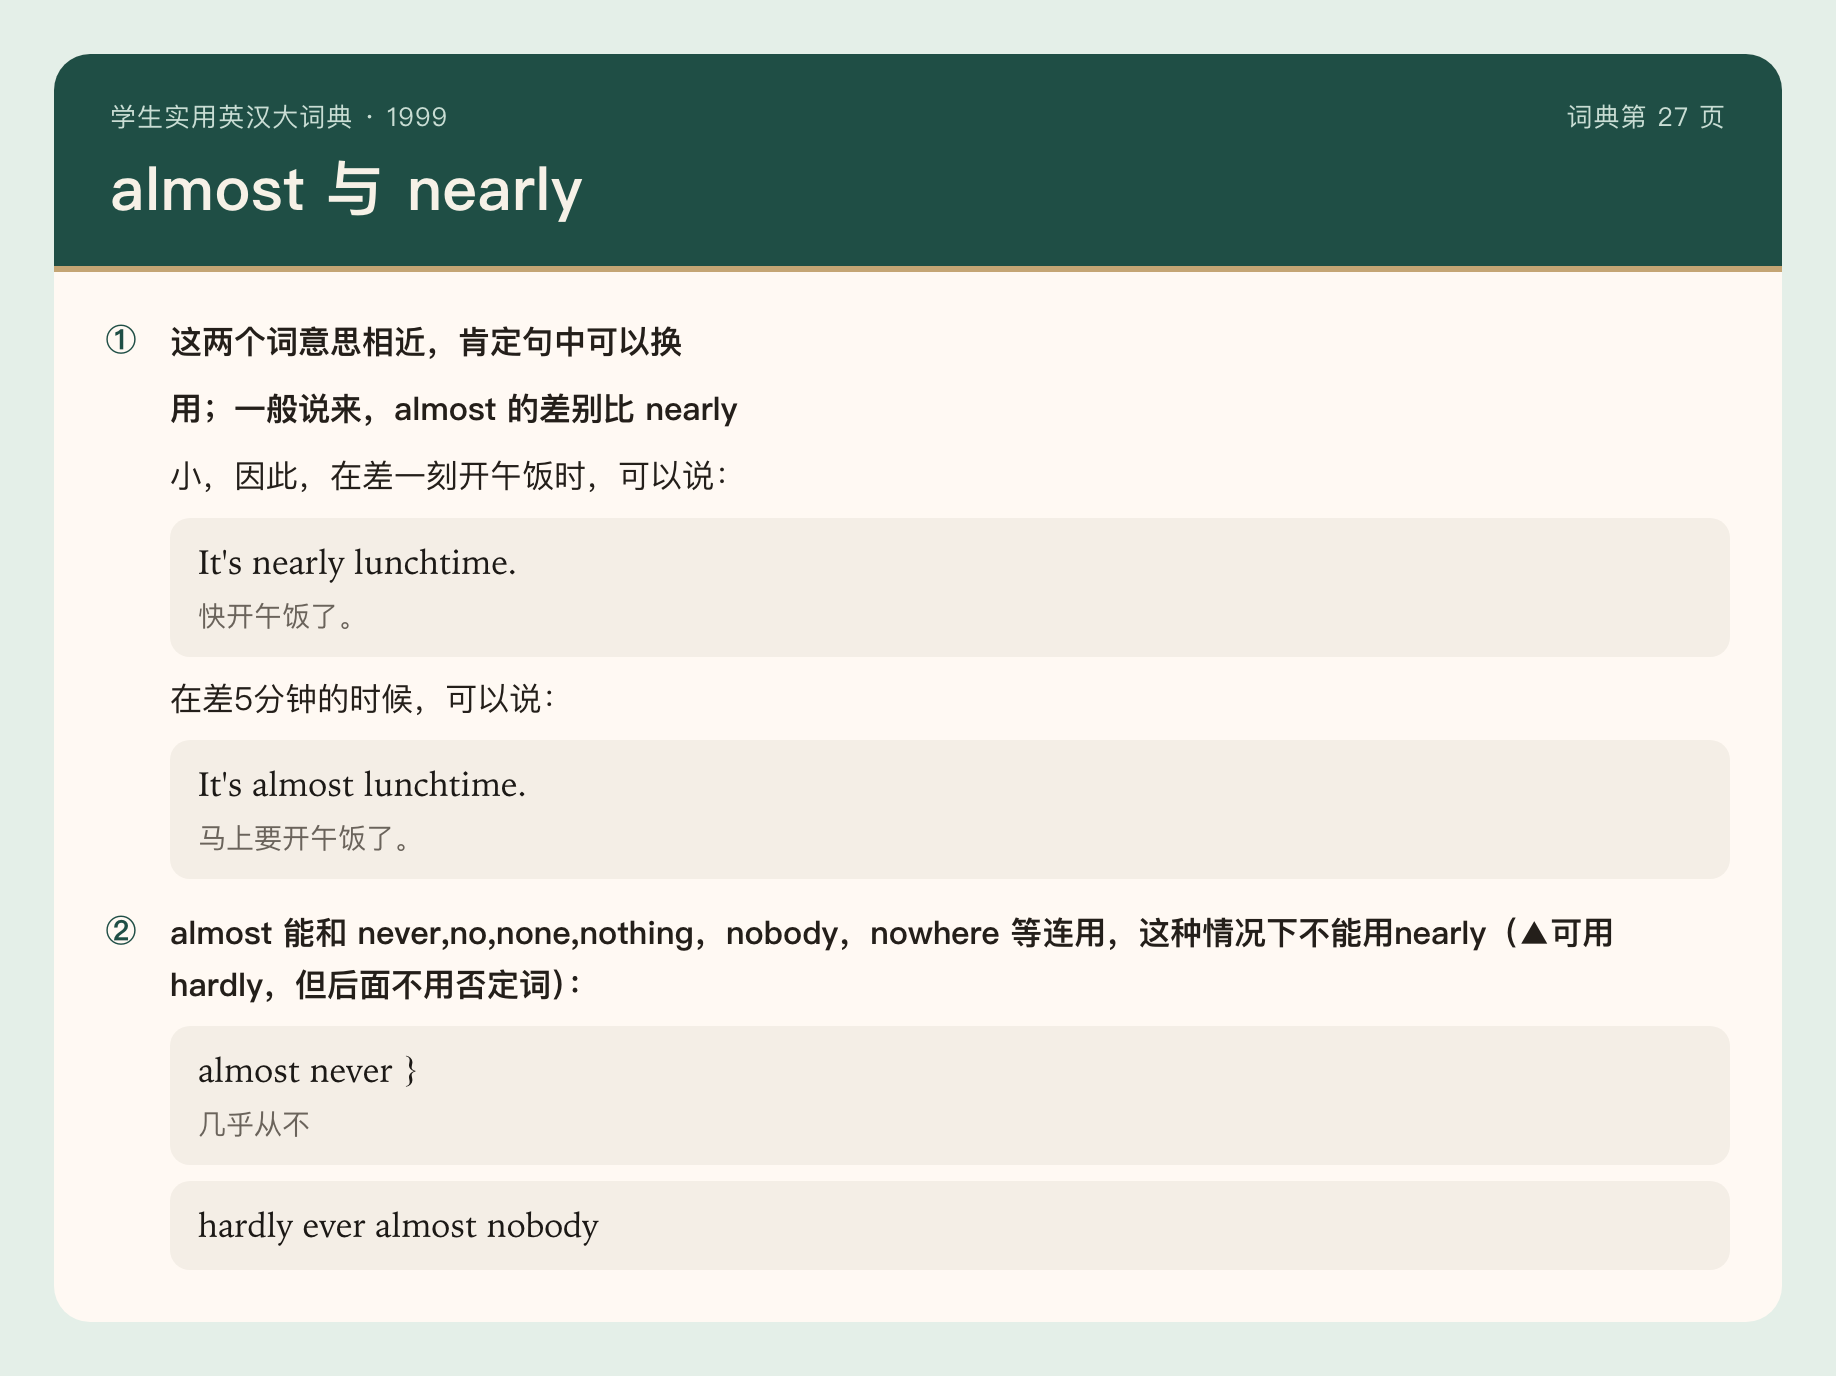 学生实用英汉大词典 · 1999
词典第 27 页
almost 与 nearly
① 这两个词意思相近，肯定句中可以换
用；一般说来，almost 的差别比 nearly
小，因此，在差一刻开午饭时，可以说：
It's nearly lunchtime.
快开午饭了。
在差5分钟的时候，可以说：
It's almost lunchtime.
马上要开午饭了。
② almost 能和 never,no,none,nothing，nobody，nowhere 等连用，这种情况下不能用nearly（▲可用
hardly，但后面不用否定词）：
almost never }
几乎从不
hardly ever almost nobody